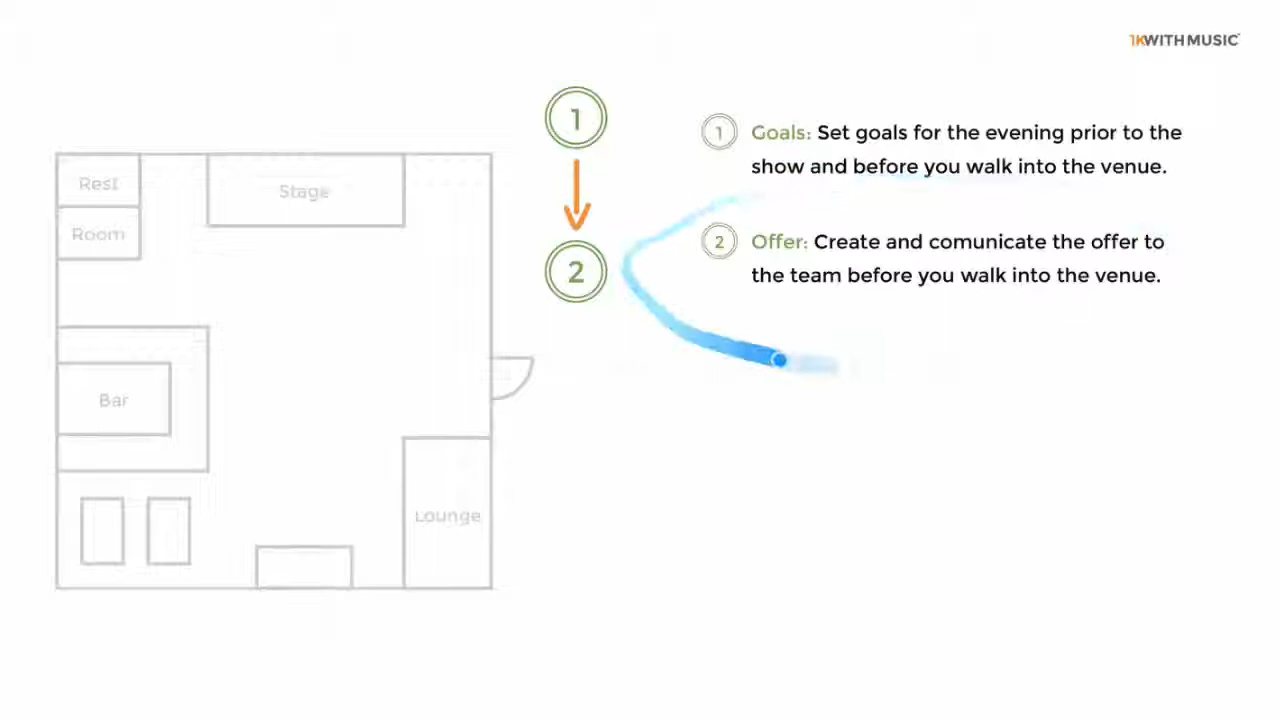 1KWITHMUSIC
1
1 Goals: Set goals for the evening prior to the
show and before you walk into the venue.
Rest
Stage
Room
2
2 Offer: Create and comunicate the offer to
the team before you walk into the venue.
Bar
Lounge